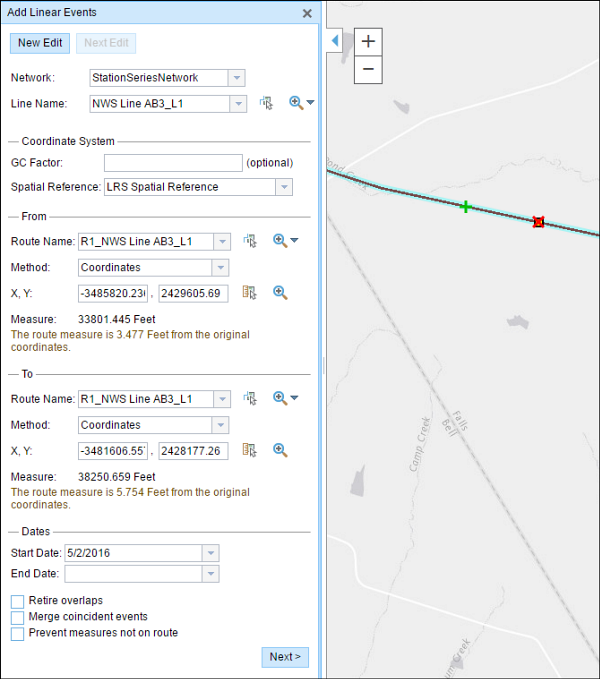 Add Linear Events
New Edit Next Edit
Network: StationSeriesNetwork
Line Name: NWS Line AB3_L1
Coordinate System
GC Factor: (optional)
Spatial Reference: LRS Spatial Reference
From
Route Name: R1_NWS Line AB3_L1
Method: Coordinates
X, Y: , 2429605.69
Measure: 33801.445 Feet
The route measure is 3.477 Feet from the original
coordinates.
To
Route Name: R1_NWS Line AB3_L1
Method: Coordinates
X, Y: , 2428177.26
Measure: 38250.659 Feet
The route measure is 5.754 Feet from the original
coordinates.
Dates
Start Date: 5/2/2016
End Date:
Retire overlaps
Merge coincident events
Prevent measures not on route
Next >
+
−
Pond Creek
Falls
Bell
Camp Creek
Creek